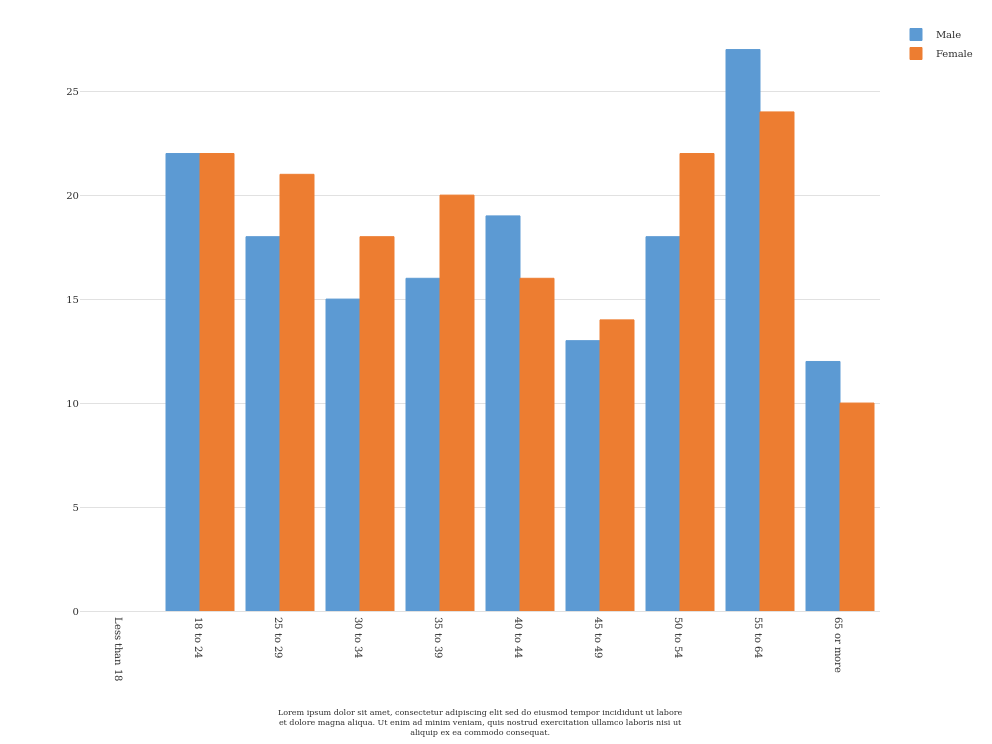 Male
Female
25
20
15
10
5
0
Less than 18
18 to 24
25 to 29
30 to 34
35 to 39
40 to 44
45 to 49
50 to 54
55 to 64
65 or more
Lorem ipsum dolor sit amet, consectetur adipiscing elit sed do eiusmod tempor incididunt ut labore
et dolore magna aliqua. Ut enim ad minim veniam, quis nostrud exercitation ullamco laboris nisi ut
aliquip ex ea commodo consequat.